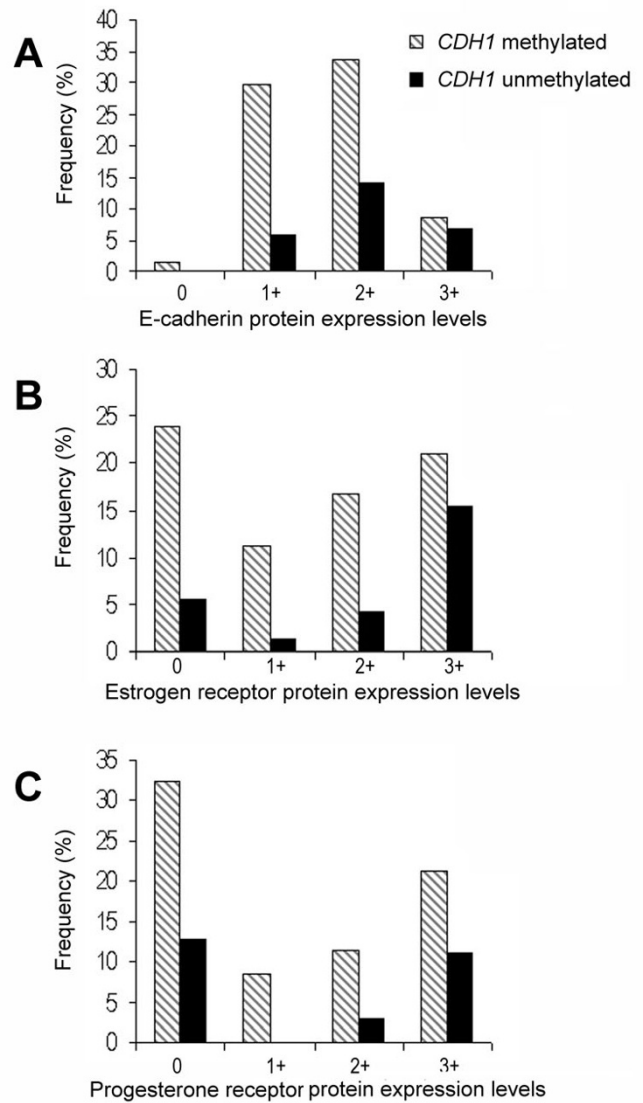 A
Frequency (%)
40
35
30
25
20
15
10
5
0
CDH1 methylated
CDH1 unmethylated
0 1+ 2+ 3+
E-cadherin protein expression levels
B
Frequency (%)
30
25
20
15
10
5
0
0 1+ 2+ 3+
Estrogen receptor protein expression levels
C
Frequency (%)
35
30
25
20
15
10
5
0
0 1+ 2+ 3+
Progesterone receptor protein expression levels